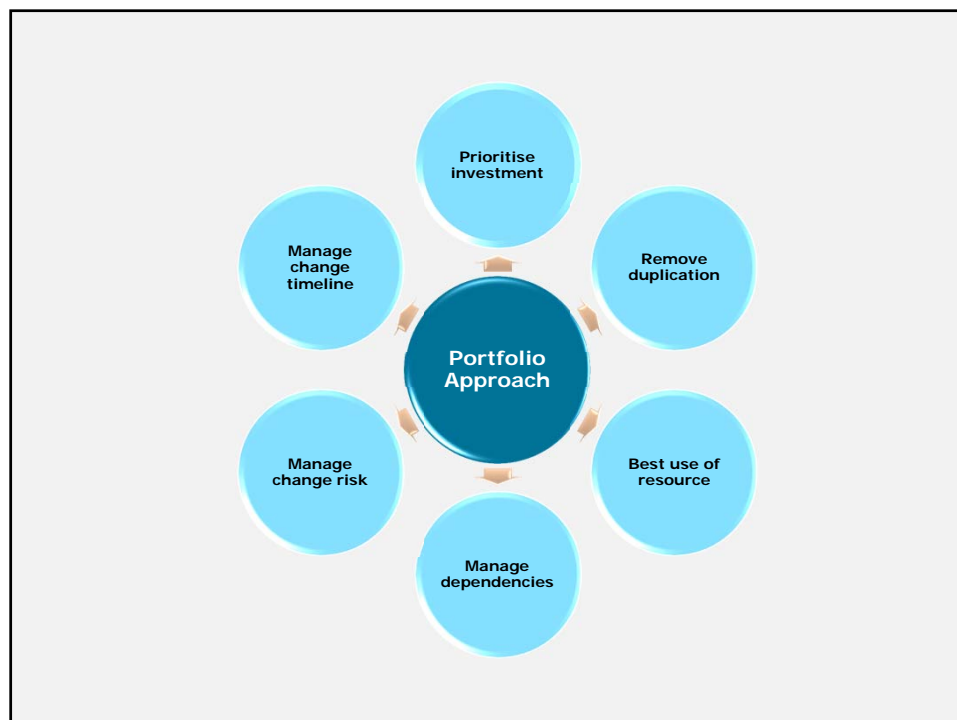 Prioritise
investment
Manage
change
timeline
Remove
duplication
Portfolio
Approach
Manage
change risk
Best use of
resource
Manage
dependencies